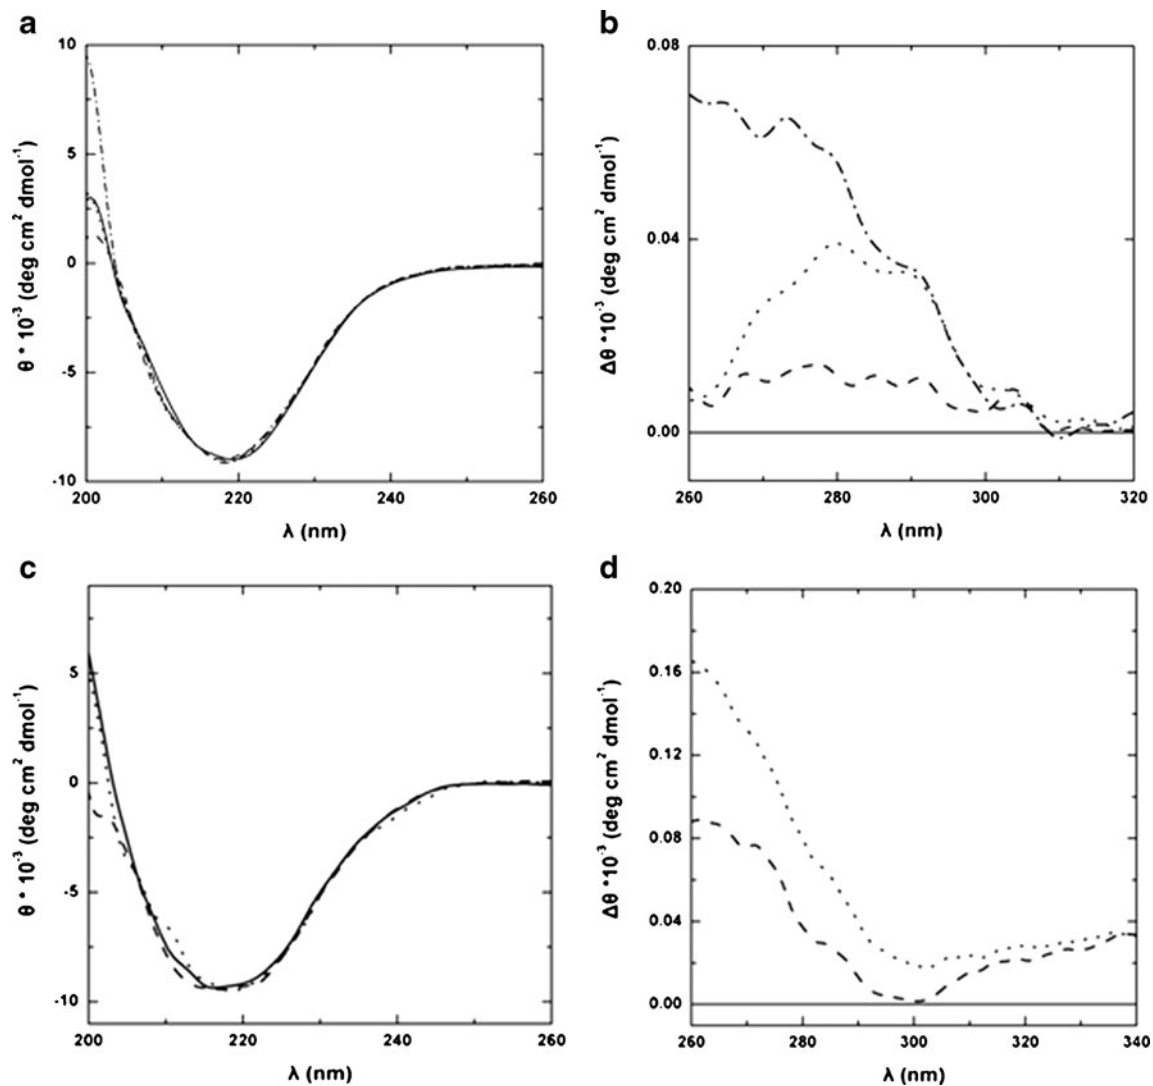 a
10
5
0
-5
-10
θ * 10⁻³ (deg cm² dmol⁻¹)
200 220 240 260
λ (nm)
b
0.08
0.04
0.00
Δθ *10⁻³ (deg cm² dmol⁻¹)
260 280 300 320
λ (nm)
c
5
0
-5
-10
θ * 10⁻³ (deg cm² dmol⁻¹)
200 220 240 260
λ (nm)
d
0.20
0.16
0.12
0.08
0.04
0.00
Δθ *10⁻³ (deg cm² dmol⁻¹)
260 280 300 320 340
λ (nm)